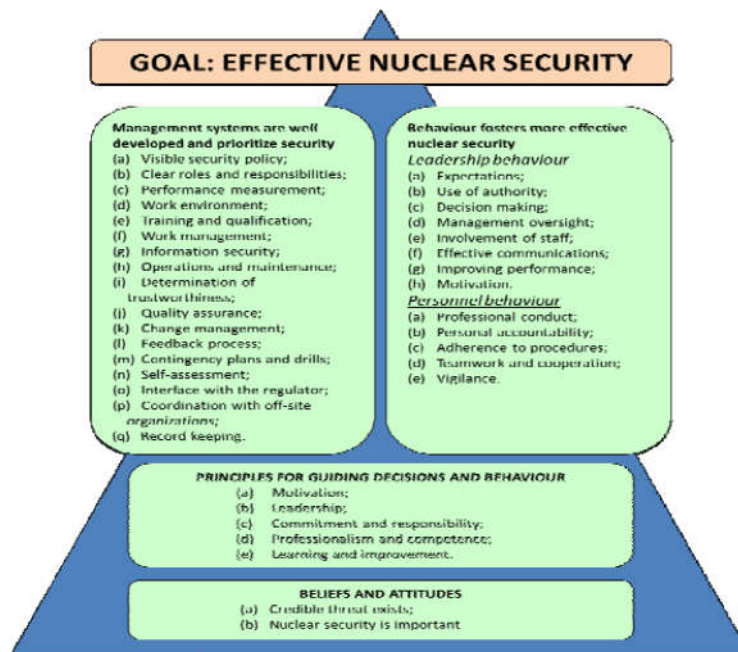 GOAL: EFFECTIVE NUCLEAR SECURITY
Management systems are well
developed and prioritize security
(a) Visible security policy;
(b) Clear roles and responsibilities;
(c) Performance measurement;
(d) Work environment;
(e) Training and qualification;
(f) Work management;
(g) Information security;
(h) Operations and maintenance;
(i) Determination of
trustworthiness;
(j) Quality assurance;
(k) Change management;
(l) Feedback process;
(m) Contingency plans and drills;
(n) Self-assessment;
(o) Interface with the regulator;
(p) Coordination with off-site
organizations;
(q) Record keeping.
Behaviour fosters more effective
nuclear security
Leadership behaviour
(a) Expectations;
(b) Use of authority;
(c) Decision making;
(d) Management oversight;
(e) Involvement of staff;
(f) Effective communications;
(g) Improving performance;
(h) Motivation.
Personnel behaviour
(a) Professional conduct;
(b) Personal accountability;
(c) Adherence to procedures;
(d) Teamwork and cooperation;
(e) Vigilance.
PRINCIPLES FOR GUIDING DECISIONS AND BEHAVIOUR
(a) Motivation;
(b) Leadership;
(c) Commitment and responsibility;
(d) Professionalism and competence;
(e) Learning and improvement.
BELIEFS AND ATTITUDES
(a) Credible threat exists;
(b) Nuclear security is important